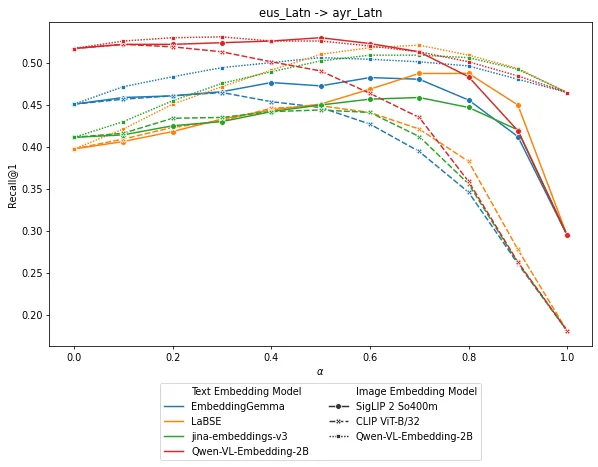 eus_Latn -> ayr_Latn
Recall@1
0.50
0.45
0.40
0.35
0.30
0.25
0.20
0.0
0.2
0.4
0.6
0.8
1.0
α
Text Embedding Model
EmbeddingGemma
LaBSE
jina-embeddings-v3
Qwen-VL-Embedding-2B
Image Embedding Model
SigLIP 2 So400m
CLIP ViT-B/32
Qwen-VL-Embedding-2B